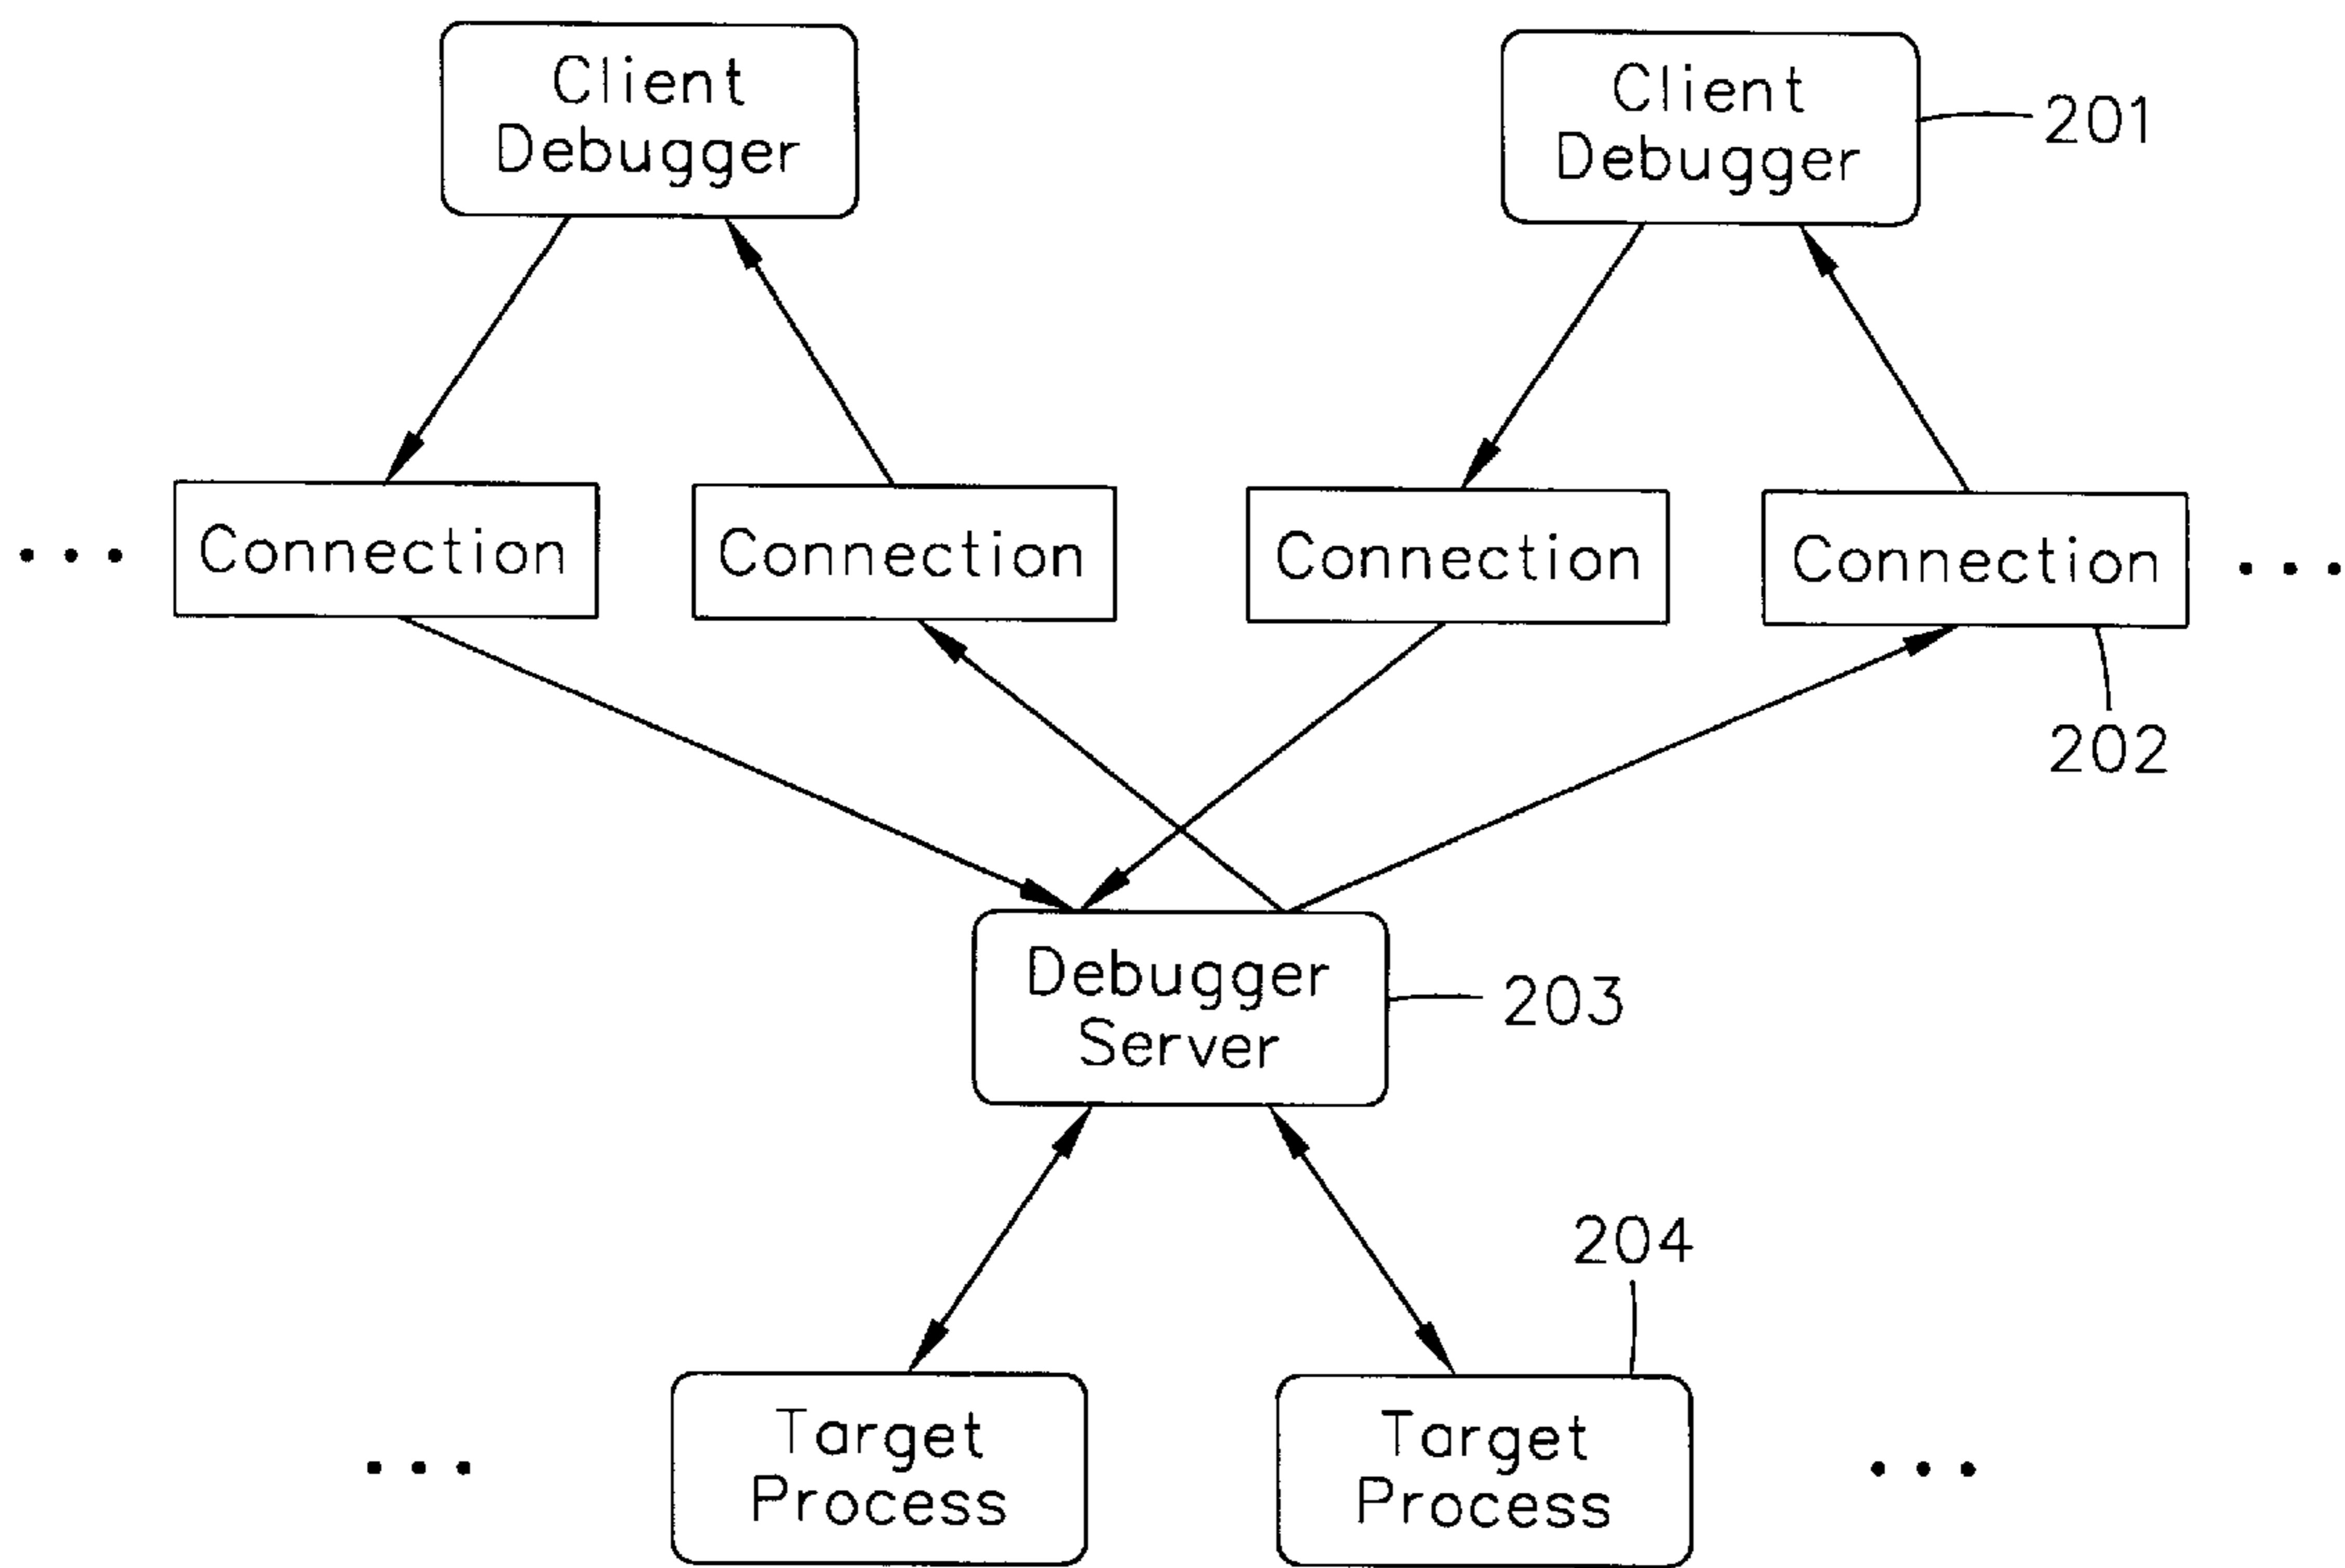 Client
Debugger
Client
Debugger
201
Connection
Connection
Connection
Connection
202
Debugger
Server
203
204
Target
Process
Target
Process